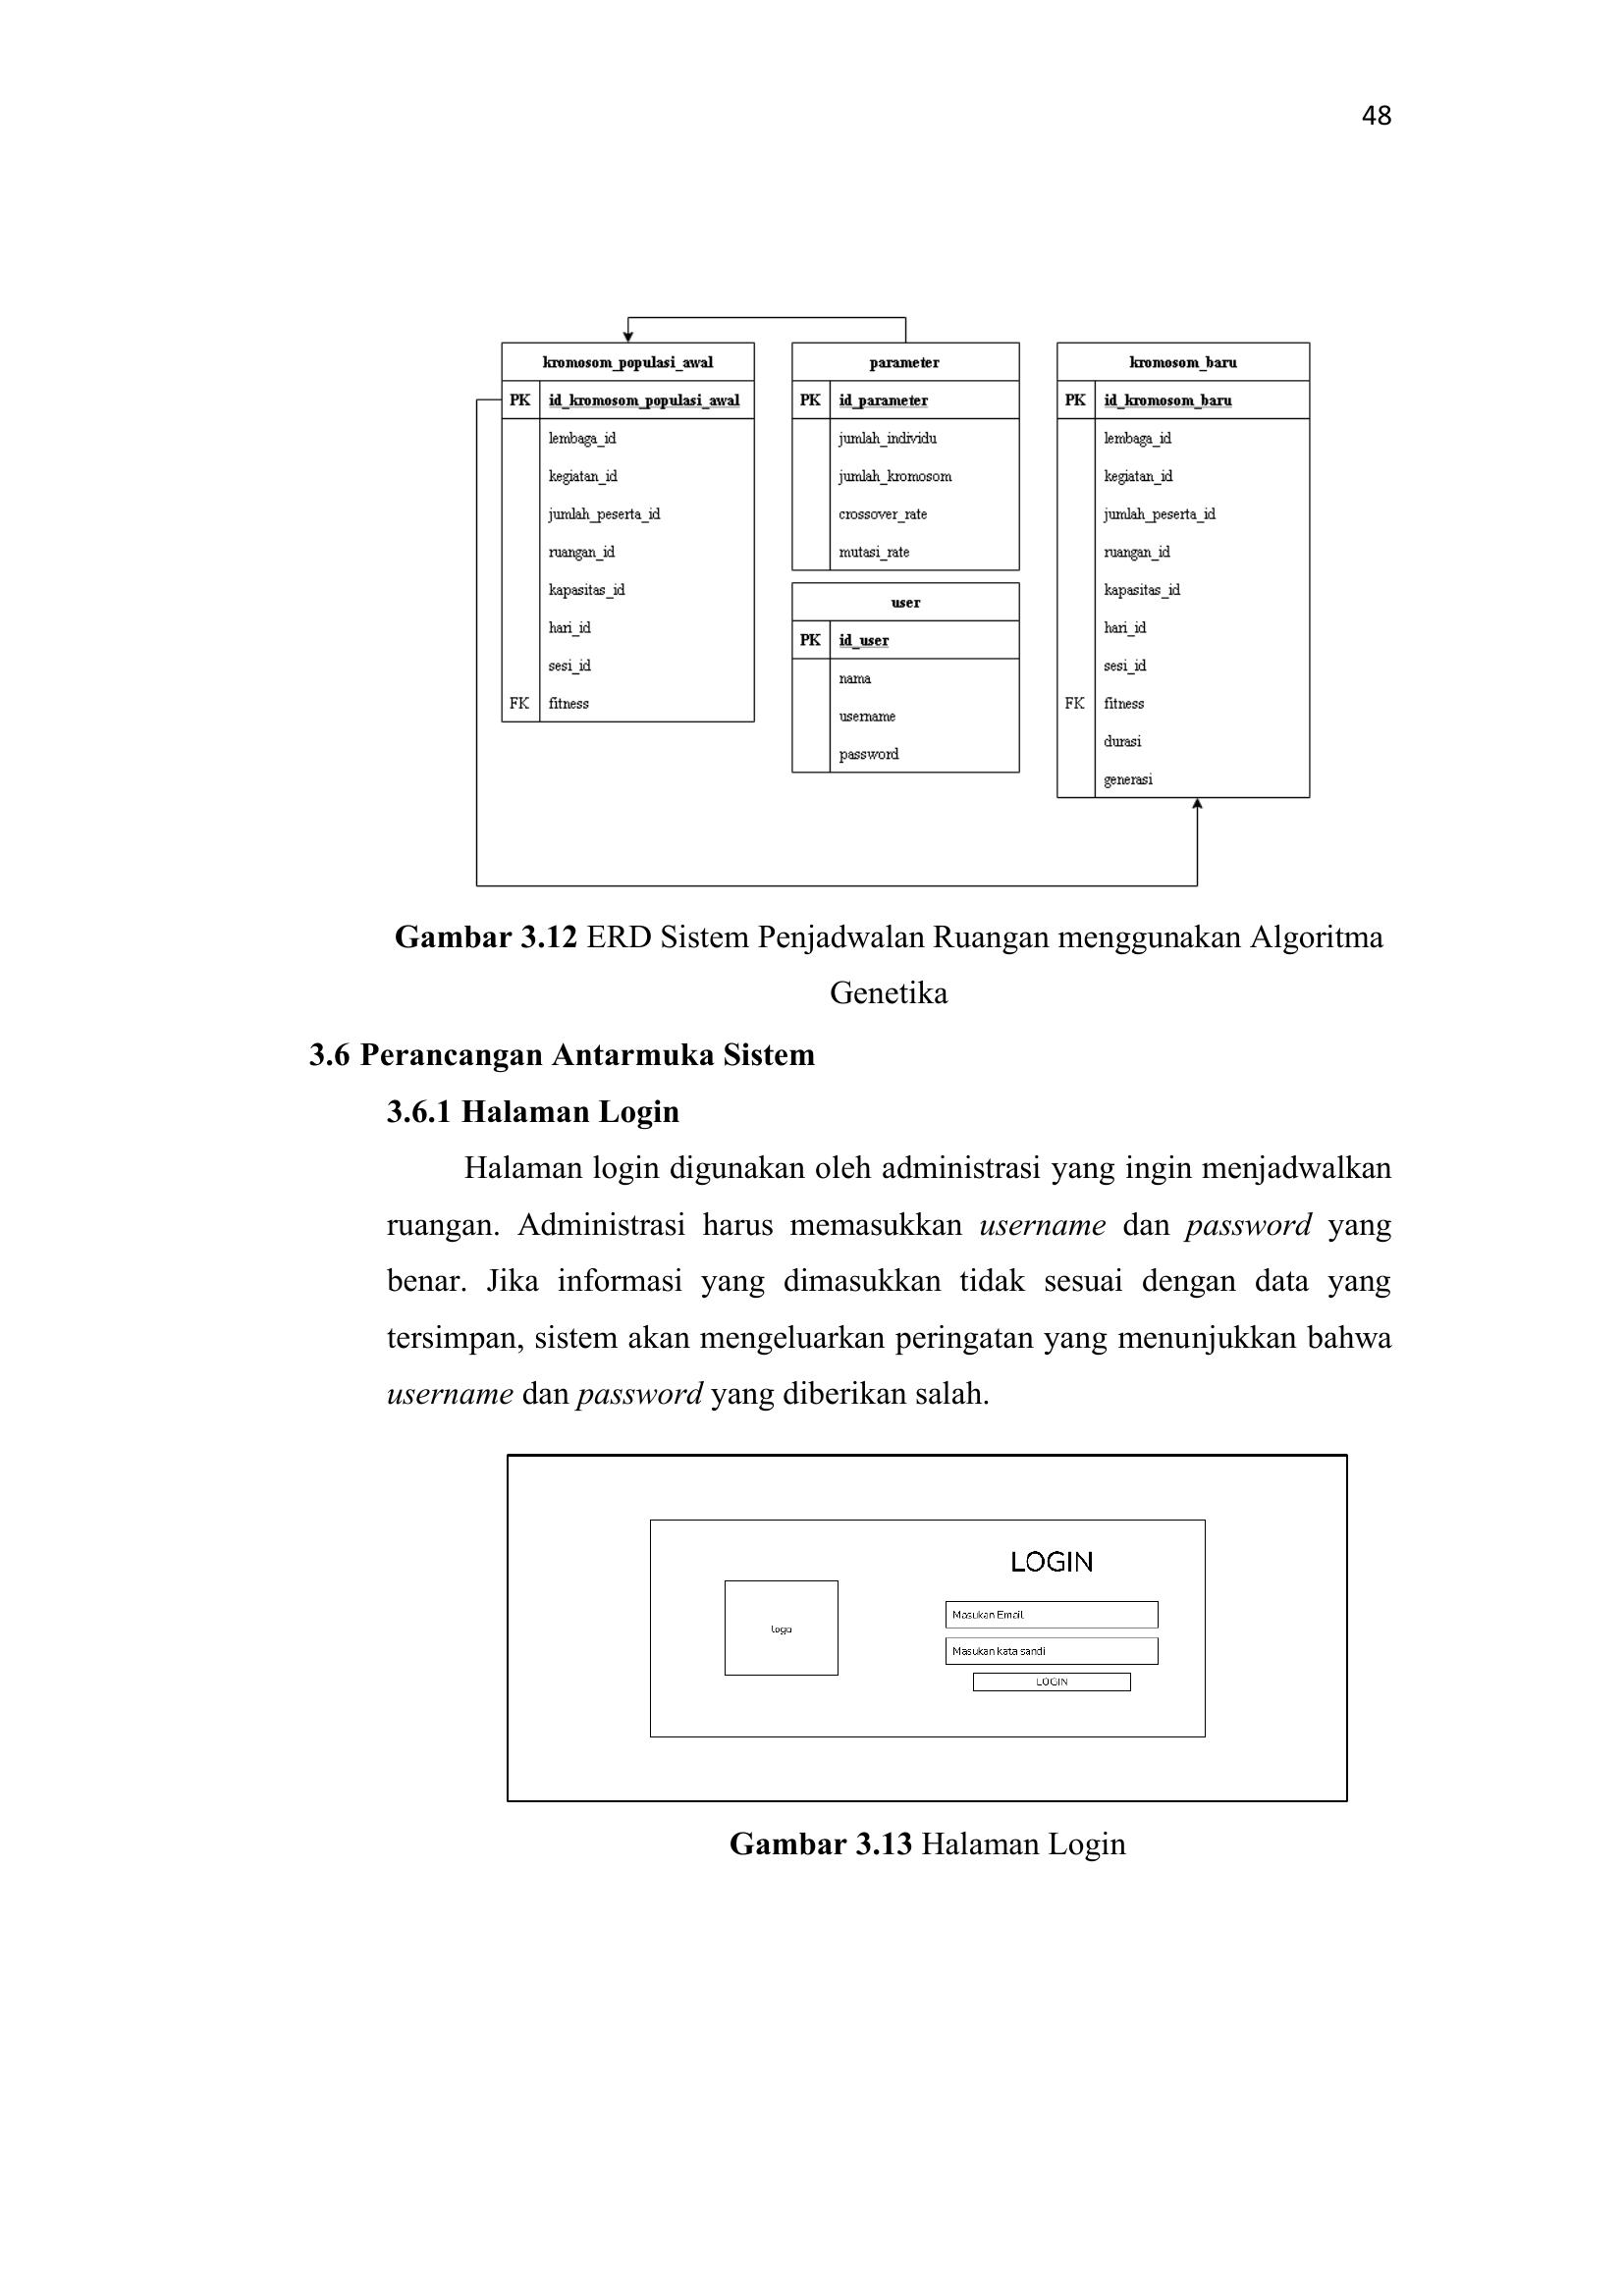 48
kromosom_populasi_awal
PK id_kromosom_populasi_awal
lembaga_id
kegiatan_id
jumlah_peserta_id
ruangan_id
kapasitas_id
hari_id
sesi_id
FK fitness
parameter
PK id_parameter
jumlah_individu
jumlah_kromosom
crossover_rate
mutasi_rate
user
PK id_user
nama
username
password
kromosom_baru
PK id_kromosom_baru
lembaga_id
kegiatan_id
jumlah_peserta_id
ruangan_id
kapasitas_id
hari_id
sesi_id
FK fitness
durasi
generasi
Gambar 3.12 ERD Sistem Penjadwalan Ruangan menggunakan Algoritma
Genetika
3.6 Perancangan Antarmuka Sistem
3.6.1 Halaman Login
Halaman login digunakan oleh administrasi yang ingin menjadwalkan
ruangan. Administrasi harus memasukkan username dan password yang
benar. Jika informasi yang dimasukkan tidak sesuai dengan data yang
tersimpan, sistem akan mengeluarkan peringatan yang menunjukkan bahwa
username dan password yang diberikan salah.
logo
LOGIN
Masukan Email
Masukan kata sandi
LOGIN
Gambar 3.13 Halaman Login